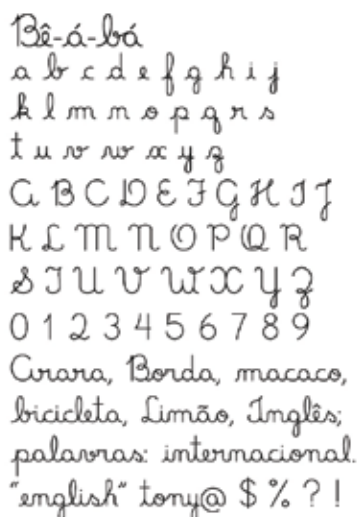 Bê-á-bá
a b c d e f g h i j
k l m n o p q r s
t u v w x y z
A B C D E F G H I J
K L M N O P Q R
S T U V W X Y Z
0 1 2 3 4 5 6 7 8 9
Arara, Borda, macaco,
bicicleta, Limão, Inglês;
palavras: internacional.
"english" tony@ $ % ? !